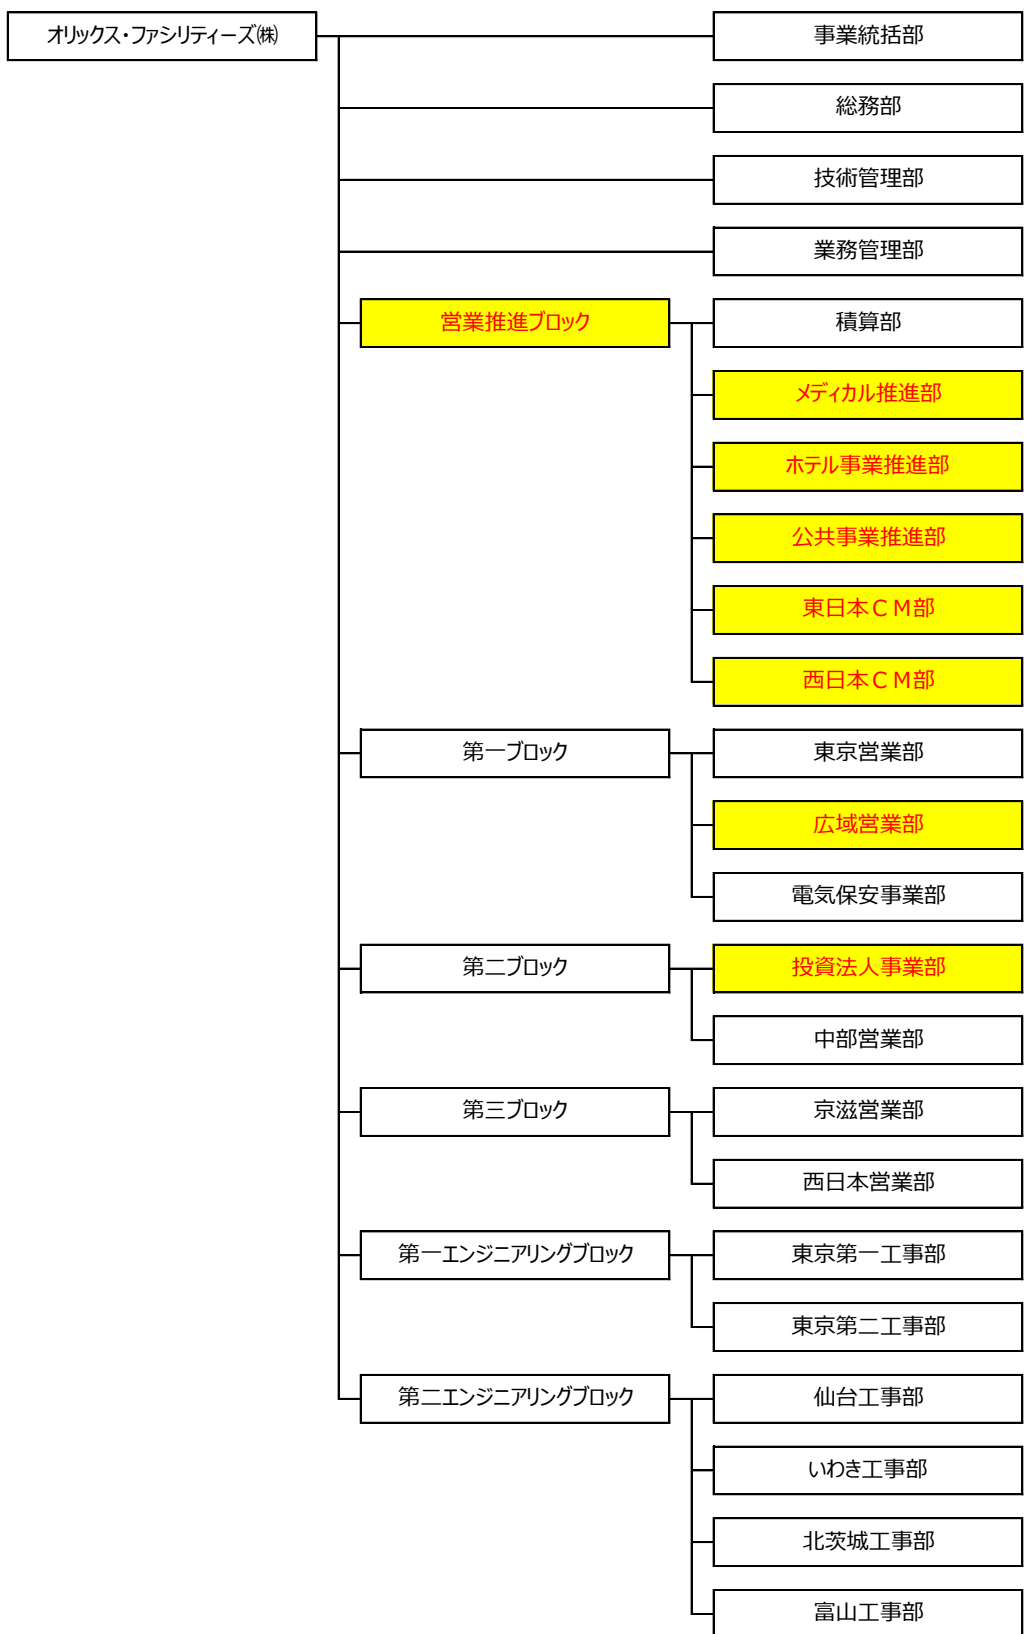 オリックス・ファシリティーズ㈱
事業統括部
総務部
技術管理部
業務管理部
営業推進ブロック
積算部
メディカル推進部
ホテル事業推進部
公共事業推進部
東日本ＣＭ部
西日本ＣＭ部
第一ブロック
東京営業部
広域営業部
電気保安事業部
第二ブロック
投資法人事業部
中部営業部
第三ブロック
京滋営業部
西日本営業部
第一エンジニアリングブロック
東京第一工事部
東京第二工事部
第二エンジニアリングブロック
仙台工事部
いわき工事部
北茨城工事部
富山工事部